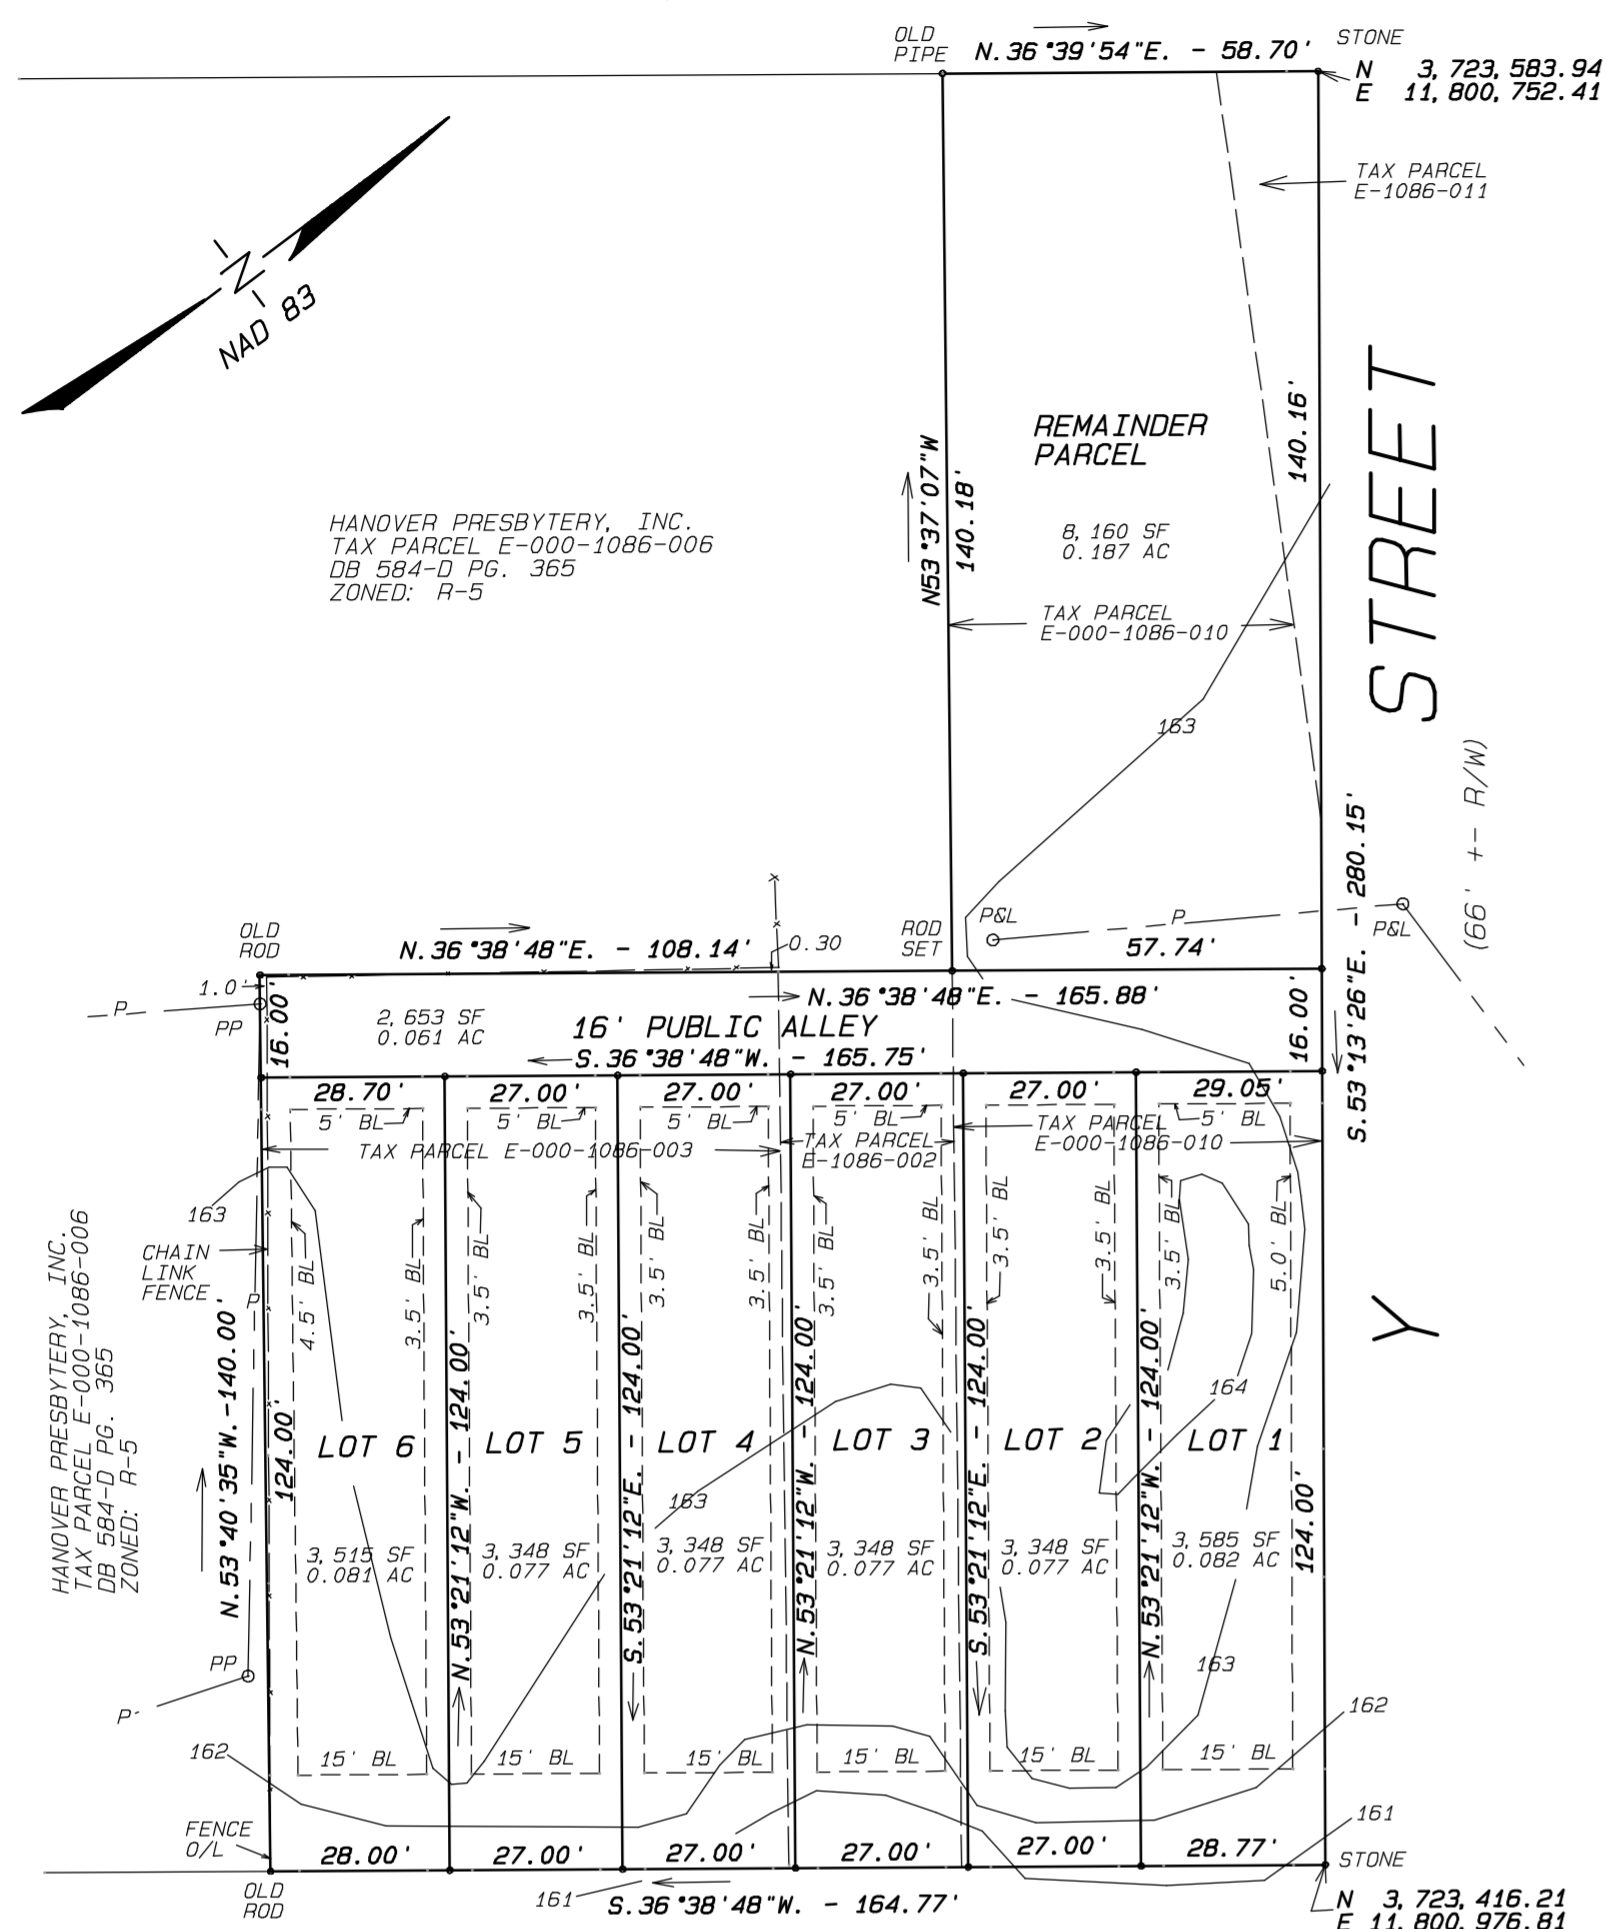 OLD
PIPE
N.36°39'54"E. - 58.70'
STONE
N 3,723,583.94
E 11,800,752.41
TAX PARCEL
E-1086-011
N
NAD 83
REMAINDER
PARCEL
8,160 SF
0.187 AC
N53°37'07"W
140.18'
140.16'
TAX PARCEL
E-000-1086-010
163
HANOVER PRESBYTERY, INC.
TAX PARCEL E-000-1086-006
DB 584-D PG. 365
ZONED: R-5
Y STREET
(66' +- R/W)
S.53°13'26"E. - 280.15'
OLD
ROD
N.36°38'48"E. - 108.14'
0.30
ROD
SET
P&L
P
P&L
57.74'
1.0'
P
PP
16.00'
2,653 SF
0.061 AC
N.36°38'48"E. - 165.88'
16' PUBLIC ALLEY
S.36°38'48"W. - 165.75'
16.00'
28.70'
27.00'
27.00'
27.00'
27.00'
29.05'
5' BL
5' BL
5' BL
5' BL
5' BL
TAX PARCEL E-000-1086-003
TAX PARCEL
E-1086-002
TAX PARCEL
E-000-1086-010
163
CHAIN
LINK
FENCE
P
HANOVER PRESBYTERY, INC.
TAX PARCEL E-000-1086-006
DB 584-D PG. 365
ZONED: R-5
N.53°40'35"W.-140.00'
124.00'
4.5' BL
3.5' BL
3.5' BL
3.5' BL
3.5' BL
3.5' BL
3.5' BL
3.5' BL
3.5' BL
3.5' BL
3.5' BL
5.0' BL
N.53°21'12"W. - 124.00'
S.53°21'12"E. - 124.00'
N.53°21'12"W. - 124.00'
S.53°21'12"E. - 124.00'
N.53°21'12"W. - 124.00'
124.00'
164
LOT 6
LOT 5
LOT 4
LOT 3
LOT 2
LOT 1
163
3,515 SF
0.081 AC
3,348 SF
0.077 AC
3,348 SF
0.077 AC
3,348 SF
0.077 AC
3,348 SF
0.077 AC
3,585 SF
0.082 AC
163
PP
P
162
162
15' BL
15' BL
15' BL
15' BL
15' BL
15' BL
FENCE
O/L
161
28.00'
27.00'
27.00'
27.00'
27.00'
28.77'
STONE
OLD
ROD
161
S.36°38'48"W. - 164.77'
N 3,723,416.21
E 11,800,976.81